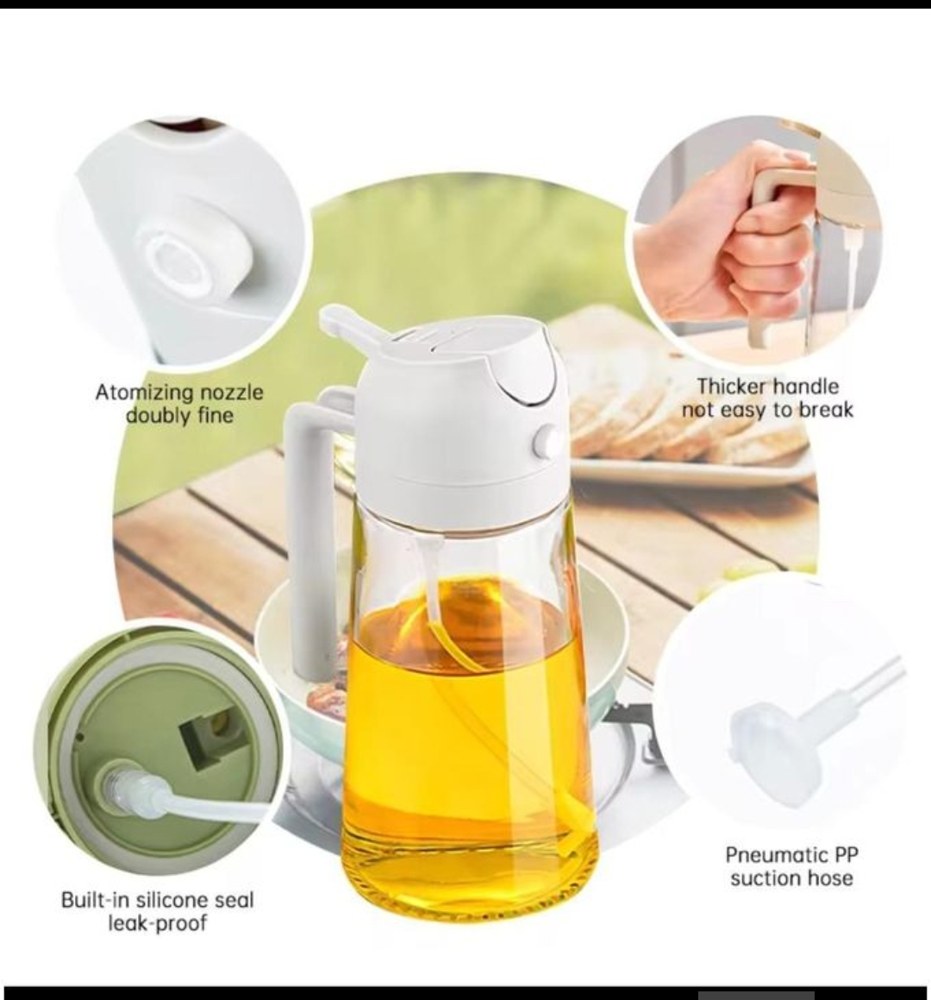 Atomizing nozzle
doubly fine
Thicker handle
not easy to break
Built-in silicone seal
leak-proof
Pneumatic PP
suction hose